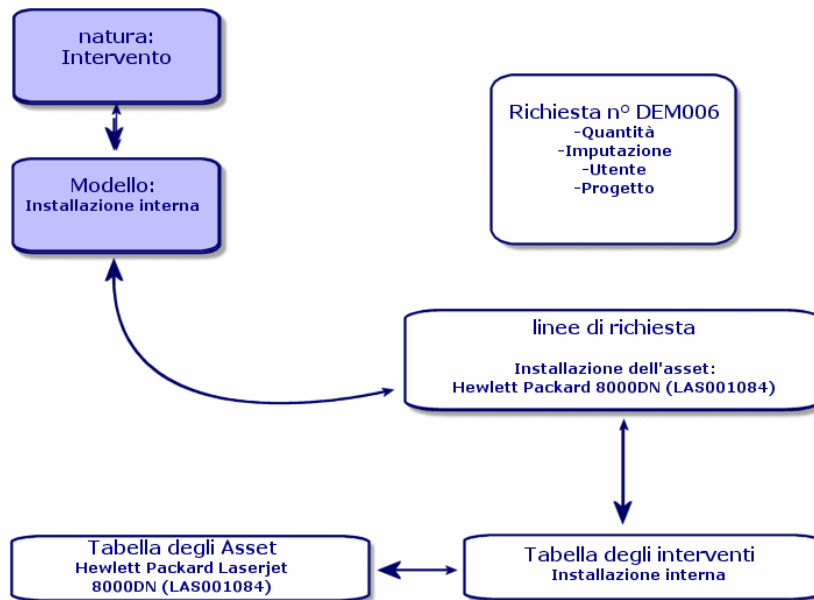 natura:
Intervento
Modello:
Installazione interna
Richiesta n° DEM006
-Quantità
-Imputazione
-Utente
-Progetto
linee di richiesta
Installazione dell'asset:
Hewlett Packard 8000DN (LAS001084)
Tabella degli Asset
Hewlett Packard Laserjet
8000DN (LAS001084)
Tabella degli interventi
Installazione interna